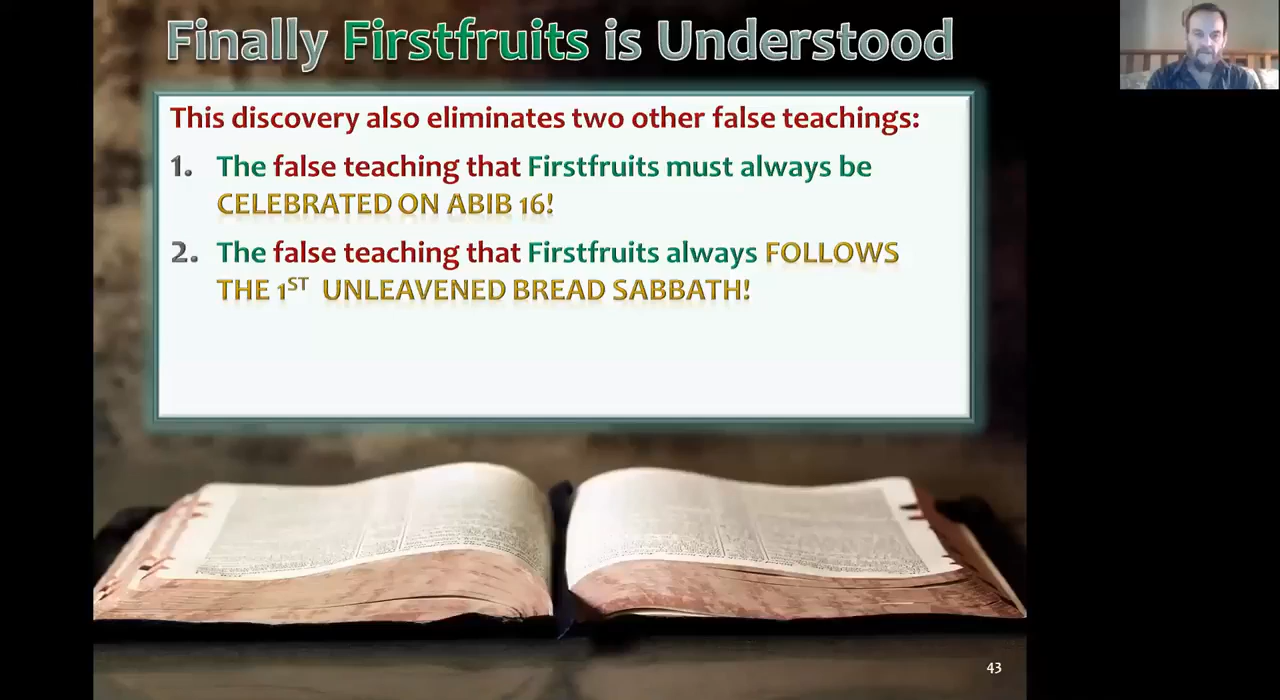 Finally Firstfruits is Understood
This discovery also eliminates two other false teachings:
1. The false teaching that Firstfruits must always be
CELEBRATED ON ABIB 16!
2. The false teaching that Firstfruits always FOLLOWS
THE 1ST UNLEAVENED BREAD SABBATH!
43